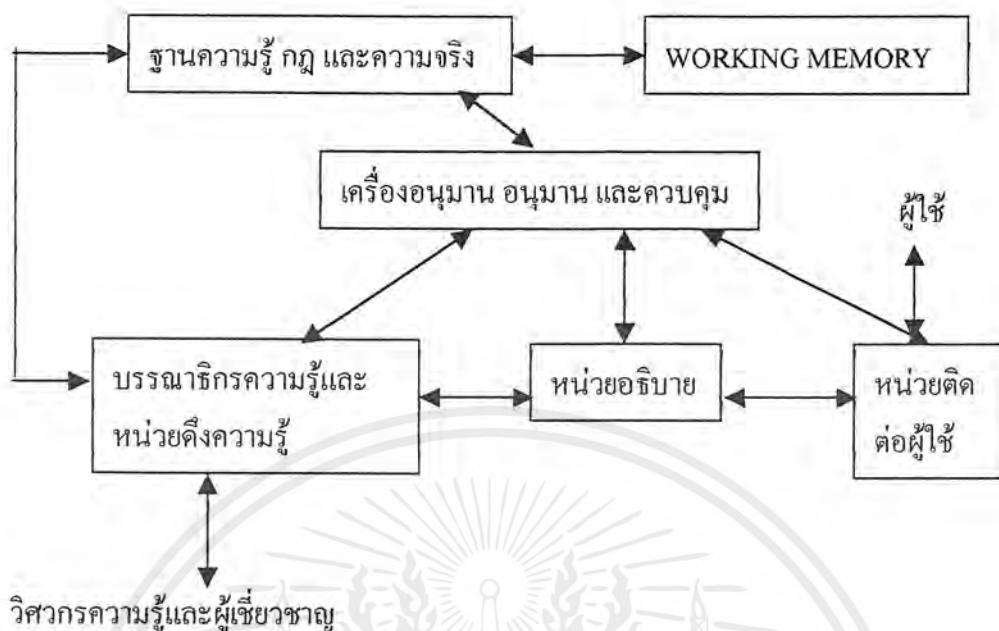 ฐานความรู้ กฎ และความจริง
WORKING MEMORY
เครื่องอนุมาน อนุมาน และควบคุม
ผู้ใช้
บรรณาธิกรความรู้และ
หน่วยดึงความรู้
หน่วยอธิบาย
หน่วยติด
ต่อผู้ใช้
วิศวกรความรู้และผู้เชี่ยวชาญ